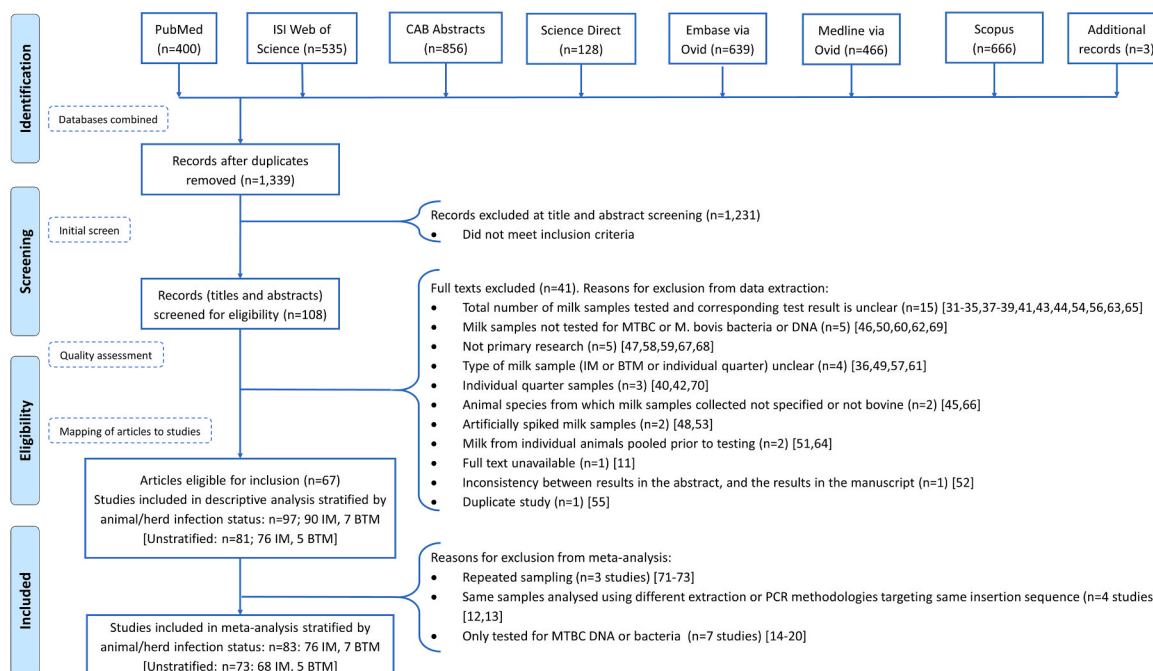 Identification
PubMed
(n=400)
ISI Web of
Science (n=535)
CAB Abstracts
(n=856)
Science Direct
(n=128)
Embase via
Ovid (n=639)
Medline via
Ovid (n=466)
Scopus
(n=666)
Additional
records (n=3)
Databases combined
Records after duplicates
removed (n=1,339)
Screening
Initial screen
Records excluded at title and abstract screening (n=1,231)
• Did not meet inclusion criteria
Records (titles and abstracts)
screened for eligibility (n=108)
Quality assessment
Full texts excluded (n=41). Reasons for exclusion from data extraction:
• Total number of milk samples tested and corresponding test result is unclear (n=15) [31-35,37-39,41,43,44,54,56,63,65]
• Milk samples not tested for MTBC or M. bovis bacteria or DNA (n=5) [46,50,60,62,69]
• Not primary research (n=5) [47,58,59,67,68]
• Type of milk sample (IM or BTM or individual quarter) unclear (n=4) [36,49,57,61]
• Individual quarter samples (n=3) [40,42,70]
• Animal species from which milk samples collected not specified or not bovine (n=2) [45,66]
• Artificially spiked milk samples (n=2) [48,53]
• Milk from individual animals pooled prior to testing (n=2) [51,64]
• Full text unavailable (n=1) [11]
• Inconsistency between results in the abstract, and the results in the manuscript (n=1) [52]
• Duplicate study (n=1) [55]
Eligibility
Mapping of articles to studies
Articles eligible for inclusion (n=67)
Studies included in descriptive analysis stratified by
animal/herd infection status: n=97; 90 IM, 7 BTM
[Unstratified: n=81; 76 IM, 5 BTM]
Included
Reasons for exclusion from meta-analysis:
• Repeated sampling (n=3 studies) [71-73]
• Same samples analysed using different extraction or PCR methodologies targeting same insertion sequence (n=4 studies)
[12,13]
• Only tested for MTBC DNA or bacteria (n=7 studies) [14-20]
Studies included in meta-analysis stratified by
animal/herd infection status: n=83: 76 IM, 7 BTM
[Unstratified: n=73: 68 IM, 5 BTM]